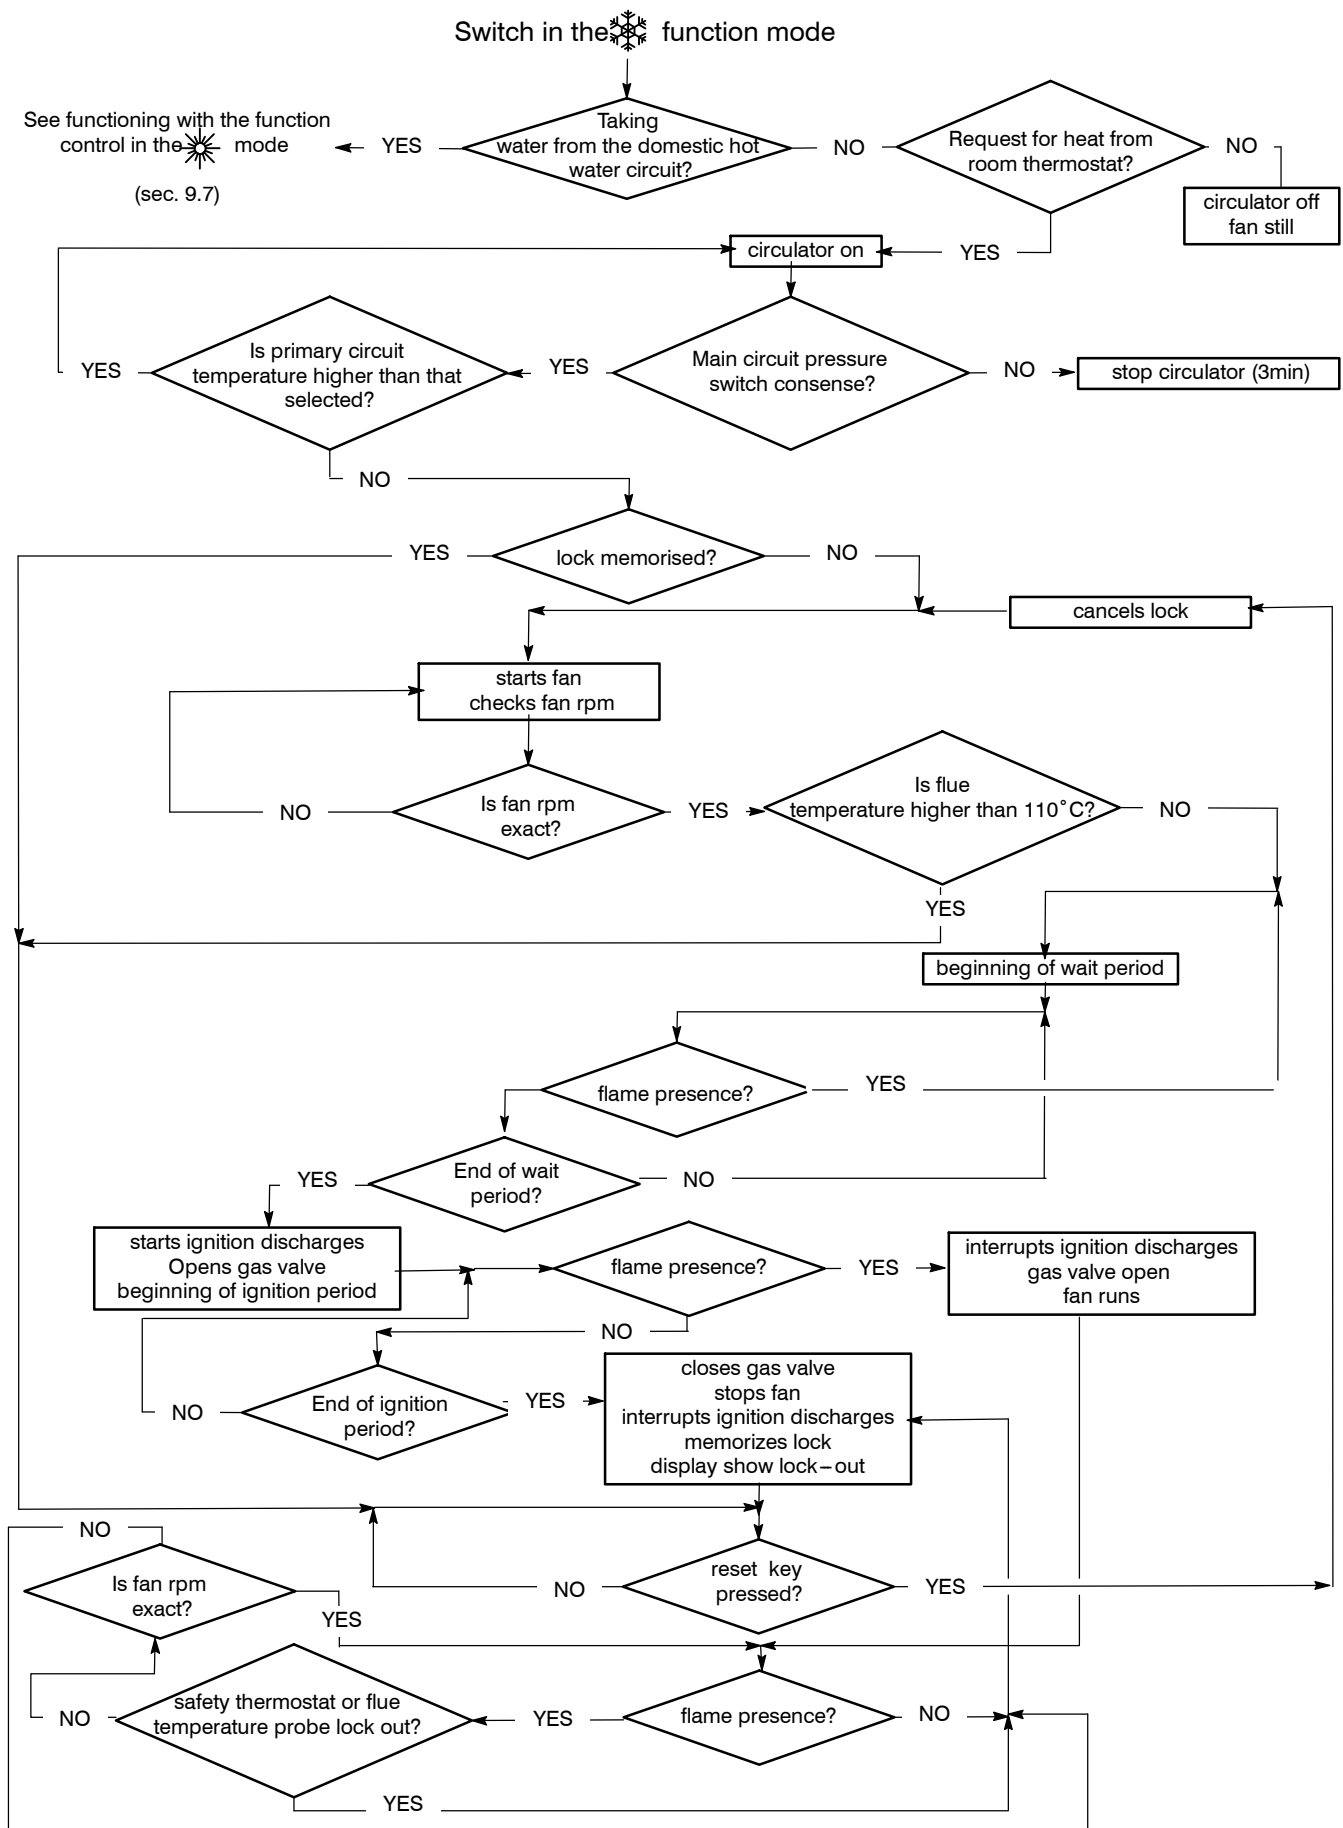 Switch in the function mode
See functioning with the function
control in the mode
(sec. 9.7)
YES
Taking
water from the domestic hot
water circuit?
NO
Request for heat from
room thermostat?
NO
circulator off
fan still
circulator on
YES
YES
Is primary circuit
temperature higher than that
selected?
YES
Main circuit pressure
switch consense?
NO
stop circulator (3min)
NO
YES
lock memorised?
NO
cancels lock
starts fan
checks fan rpm
NO
Is fan rpm
exact?
YES
Is flue
temperature higher than 110°C?
NO
YES
beginning of wait period
flame presence?
YES
YES
End of wait
period?
NO
starts ignition discharges
Opens gas valve
beginning of ignition period
flame presence?
YES
interrupts ignition discharges
gas valve open
fan runs
NO
NO
End of ignition
period?
YES
closes gas valve
stops fan
interrupts ignition discharges
memorizes lock
display show lock-out
NO
Is fan rpm
exact?
YES
NO
reset key
pressed?
YES
NO
safety thermostat or flue
temperature probe lock out?
YES
flame presence?
NO
YES